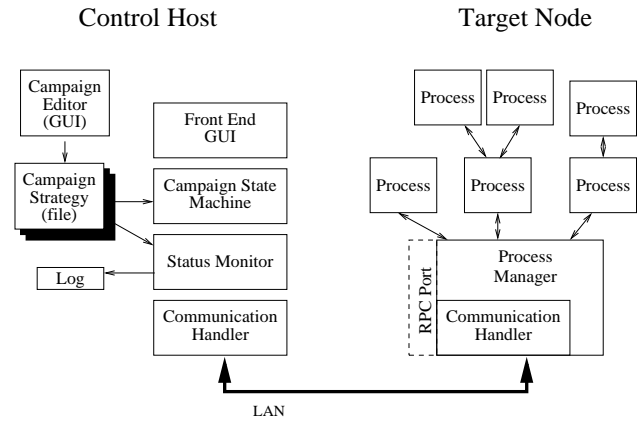 Control Host
Target Node
Campaign
Editor
(GUI)
Front End
GUI
Campaign
Strategy
(file)
Campaign State
Machine
Status Monitor
Log
Communication
Handler
Process
Process
Process
Process
Process
Process
Process
Manager
RPC Port
Communication
Handler
LAN